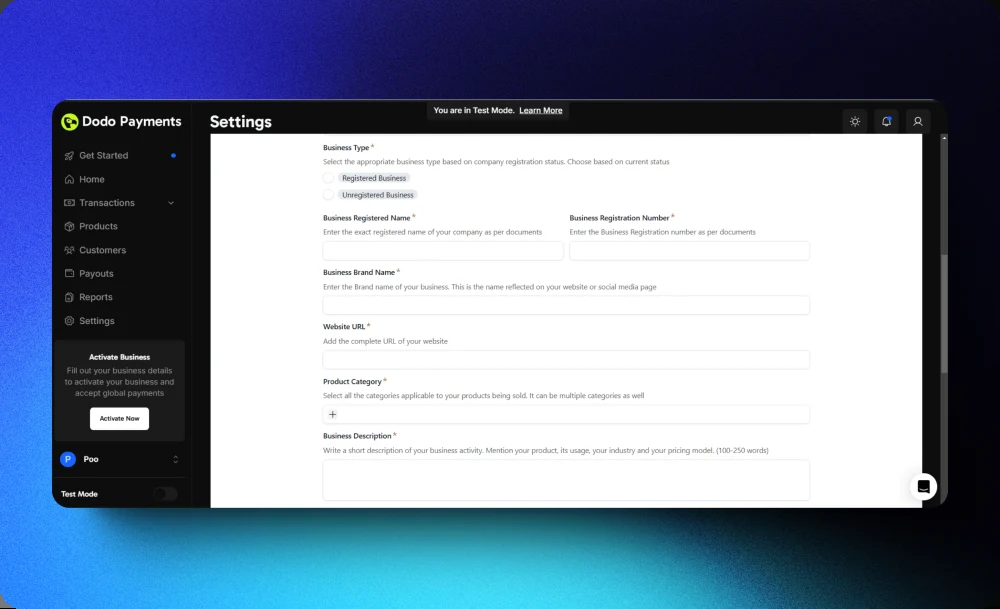 You are in Test Mode. Learn More
Dodo Payments
Settings
Get Started
Home
Transactions
Products
Customers
Payouts
Reports
Settings
Activate Business
Fill out your business details
to activate your business and
accept global payments
Activate Now
P Poo
Test Mode
Business Type *
Select the appropriate business type based on company registration status. Choose based on current status
Registered Business
Unregistered Business
Business Registered Name *
Enter the exact registered name of your company as per documents
Business Registration Number *
Enter the Business Registration number as per documents
Business Brand Name *
Enter the Brand name of your business. This is the name reflected on your website or social media page
Website URL *
Add the complete URL of your website
Product Category *
Select all the categories applicable to your products being sold. It can be multiple categories as well
+
Business Description *
Write a short description of your business activity. Mention your product, its usage, your industry and your pricing model. (100-250 words)